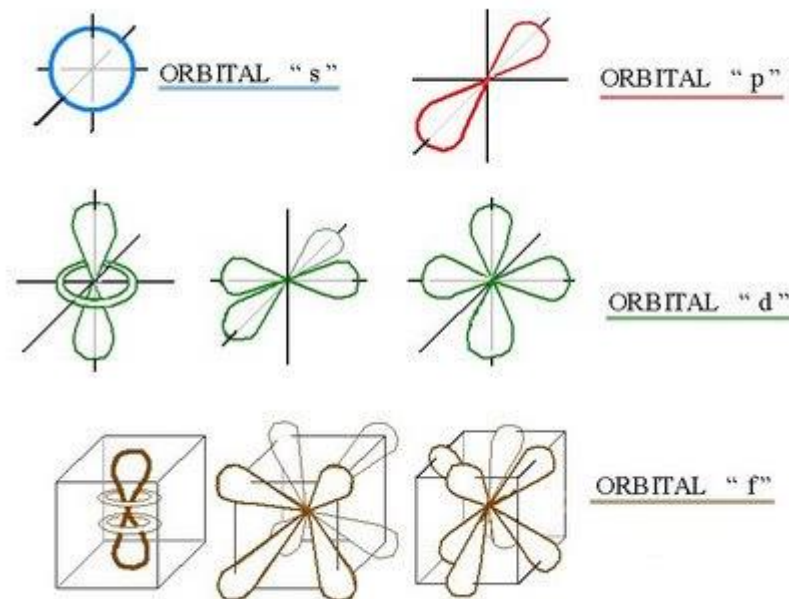 ORBITAL “ s”
ORBITAL “ p”
ORBITAL “ d”
ORBITAL “ f”